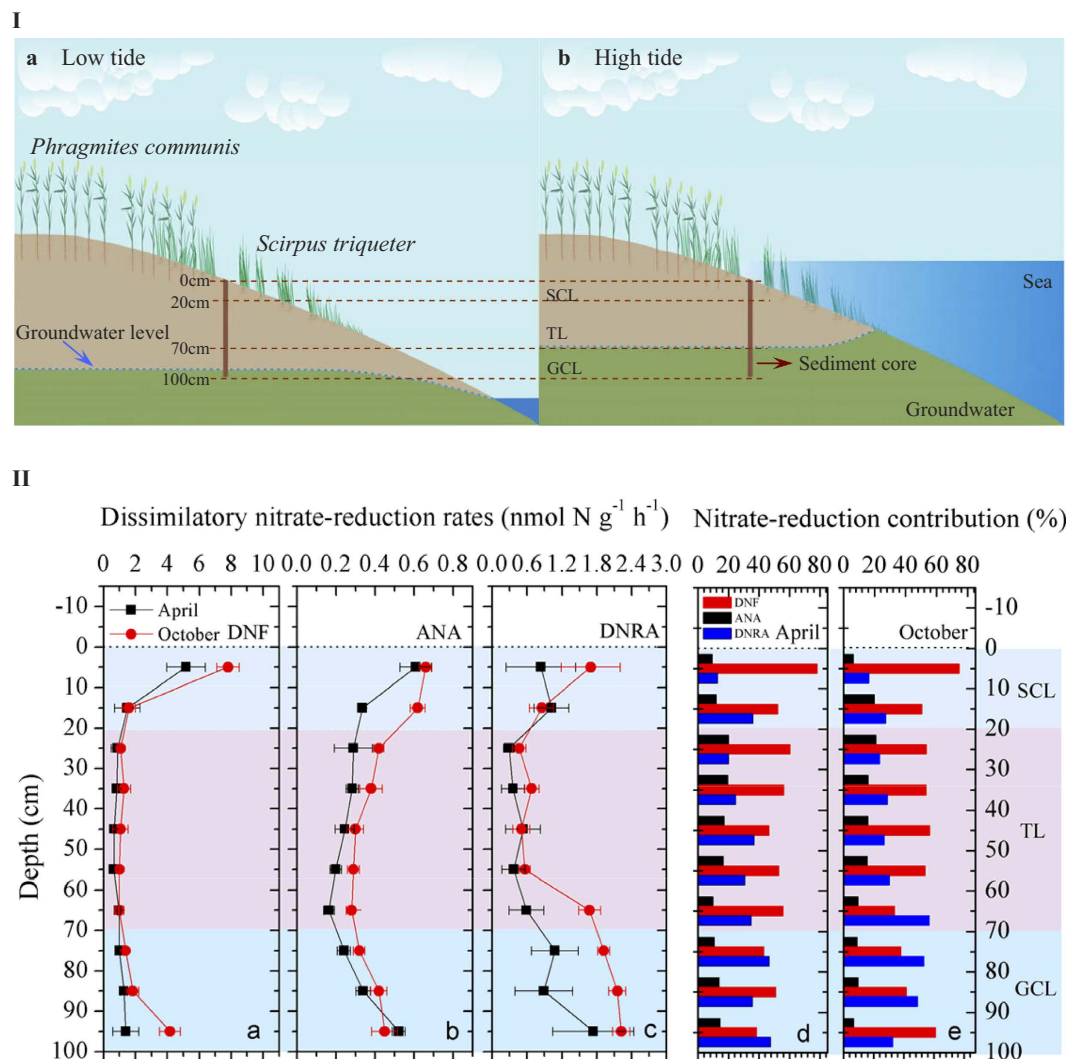 I
a Low tide
b High tide
Phragmites communis
Scirpus triqueter
0cm
20cm
SCL
Sea
Groundwater level
TL
70cm
GCL
Sediment core
100cm
Groundwater
II
Dissimilatory nitrate-reduction rates (nmol N g⁻¹ h⁻¹)
Nitrate-reduction contribution (%)
0 2 4 6 8 10
0.0 0.2 0.4 0.6 0.8
0.0 0.6 1.2 1.8 2.4 3.0
0 20 40 60 80
0 20 40 60 80
-10
April
October
DNF
ANA
DNRA
DNF
ANA
DNRA
April
October
-10
0
10
20
30
40
50
60
70
80
90
100
Depth (cm)
a
b
c
d
e
0
10
20
30
40
50
60
70
80
90
100
SCL
TL
GCL